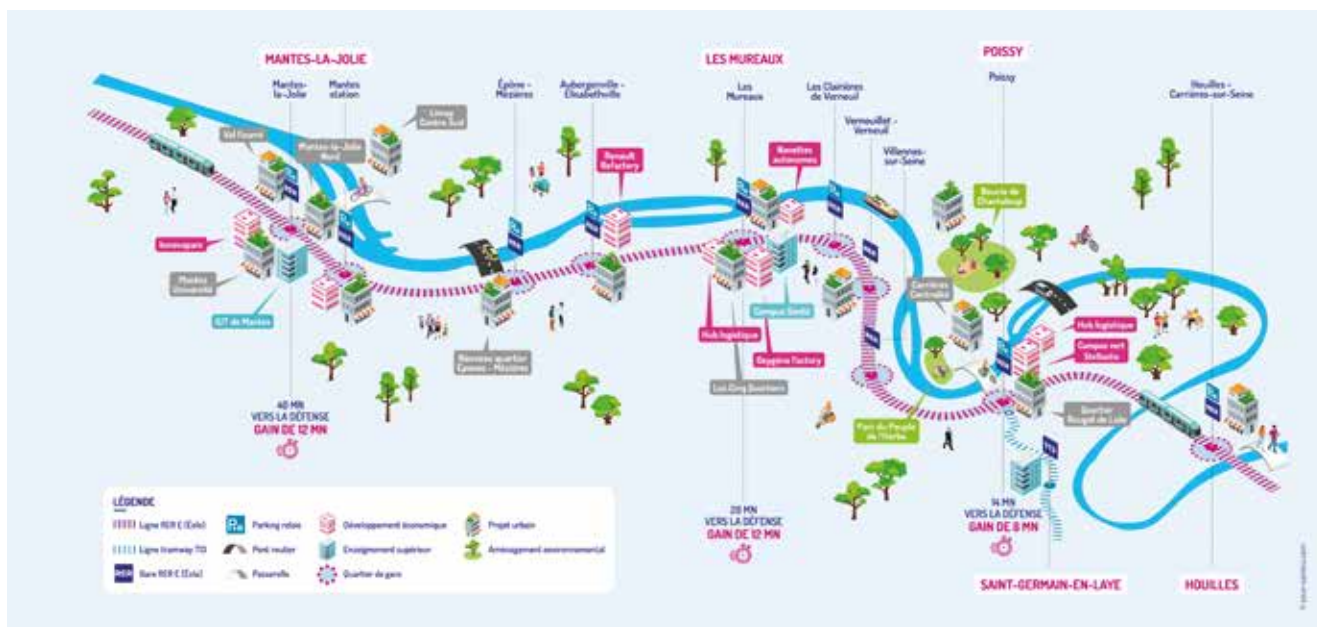 MANTES-LA-JOLIE
LES MUREAUX
POISSY
Mantes-
la-Jolie
Mantes
station
Épône -
Mézières
Aubergenville -
Élisabethville
Les
Mureaux
Les Clairières
de Verneuil
Vernouillet -
Verneuil
Villennes-
sur-Seine
Poissy
Houilles -
Carrières-sur-Seine
Limay
Centre Sud
Val Fourré
Mantes-la-Jolie
Nord
Renault
Refactory
Navettes
autonomes
Boucle de
Chanteloup
Innovaparc
Mantes
Université
IUT de Mantes
Carrières
Centralité
Hub logistique
Campus vert
Stellantis
Nouveau quartier
Épônes - Mézières
Hub logistique
Campus Santé
Oxygène Factory
Les Cinq Quartiers
Parc du Peuple
de l'Herbe
Quartier
Rouget de Lisle
40 MN
VERS LA DÉFENSE
GAIN DE 12 MN
28 MN
VERS LA DÉFENSE
GAIN DE 12 MN
14 MN
VERS LA DÉFENSE
GAIN DE 8 MN
SAINT-GERMAIN-EN-LAYE
HOUILLES
LÉGENDE
Ligne RER E (Éole)
Parking relais
Développement économique
Projet urbain
Ligne tramway T13
Pont routier
Enseignement supérieur
Aménagement environnemental
RER
Gare RER E (Éole)
Passerelle
Quartier de gare